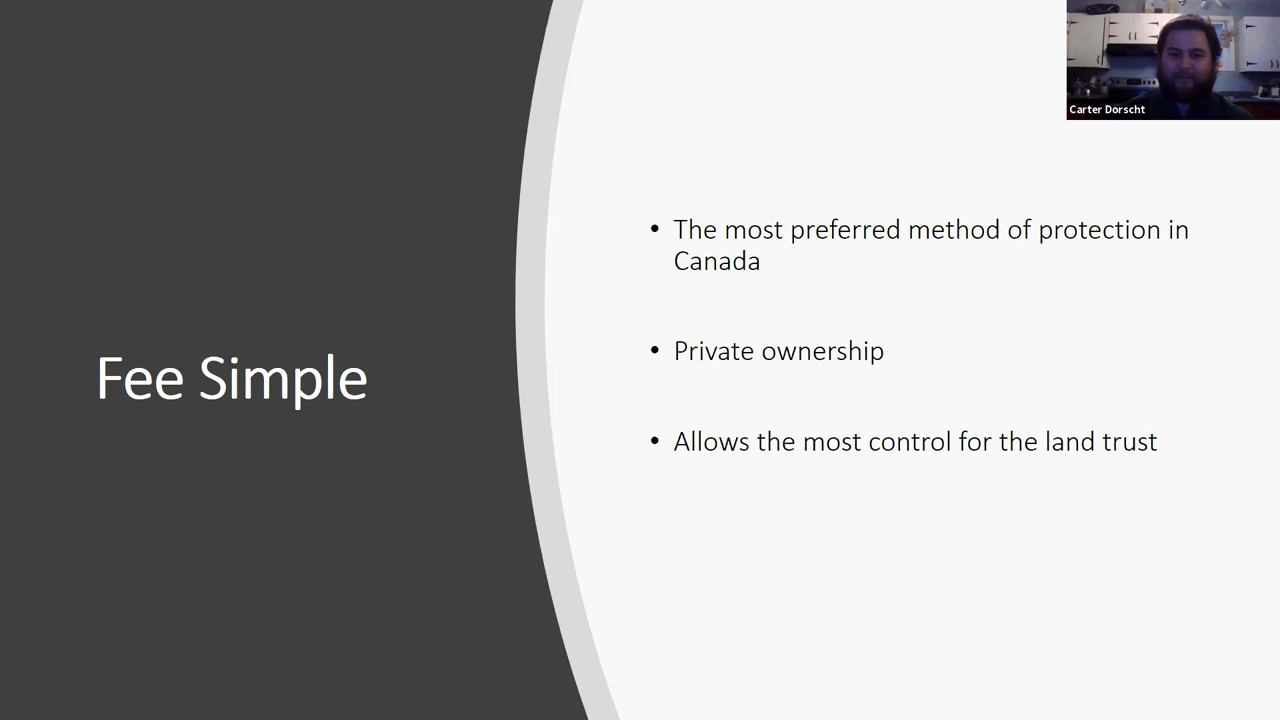 Carter Dorscht
Fee Simple
• The most preferred method of protection in
Canada
• Private ownership
• Allows the most control for the land trust